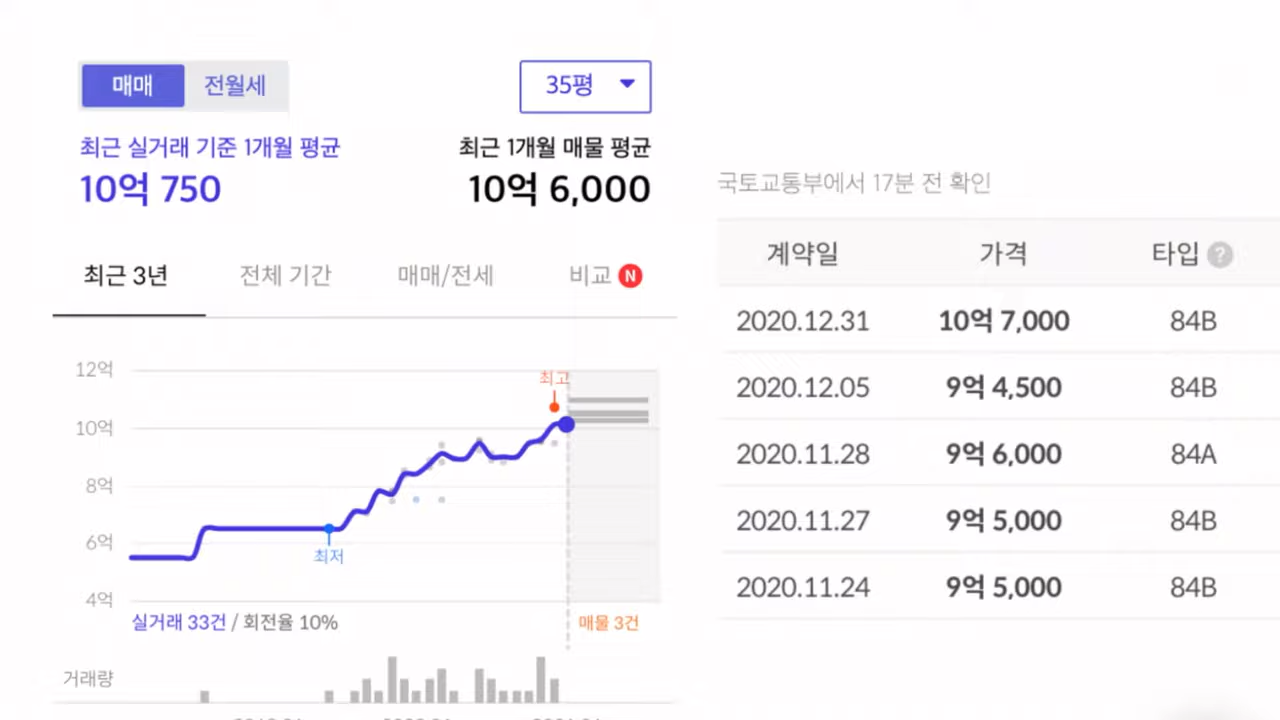 매매 전월세 35평
최근 실거래 기준 1개월 평균 최근 1개월 매물 평균
10억 750 10억 6,000
최근 3년 전체 기간 매매/전세 비교 N
12억
최고
10억
8억
6억
최저
4억
실거래 33건 / 회전율 10% 매물 3건
거래량
국토교통부에서 17분 전 확인
계약일 가격 타입 ?
2020.12.31 10억 7,000 84B
2020.12.05 9억 4,500 84B
2020.11.28 9억 6,000 84A
2020.11.27 9억 5,000 84B
2020.11.24 9억 5,000 84B